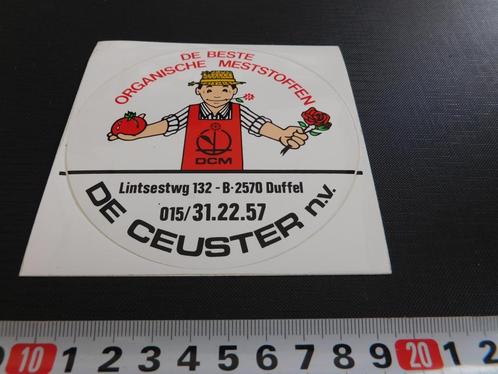 DE BESTE
ORGANISCHE MESTSTOFFEN
DCM
Lintsestwg 132 - B-2570 Duffel
015/31.22.57
DE CEUSTER n.v.
10 1 2 3 4 5 6 7 8 9 20 1 2